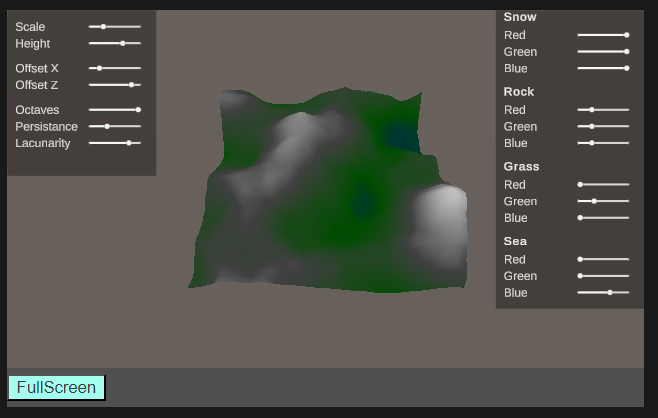 Scale
Height
Offset X
Offset Z
Octaves
Persistance
Lacunarity
Snow
Red
Green
Blue
Rock
Red
Green
Blue
Grass
Red
Green
Blue
Sea
Red
Green
Blue
FullScreen